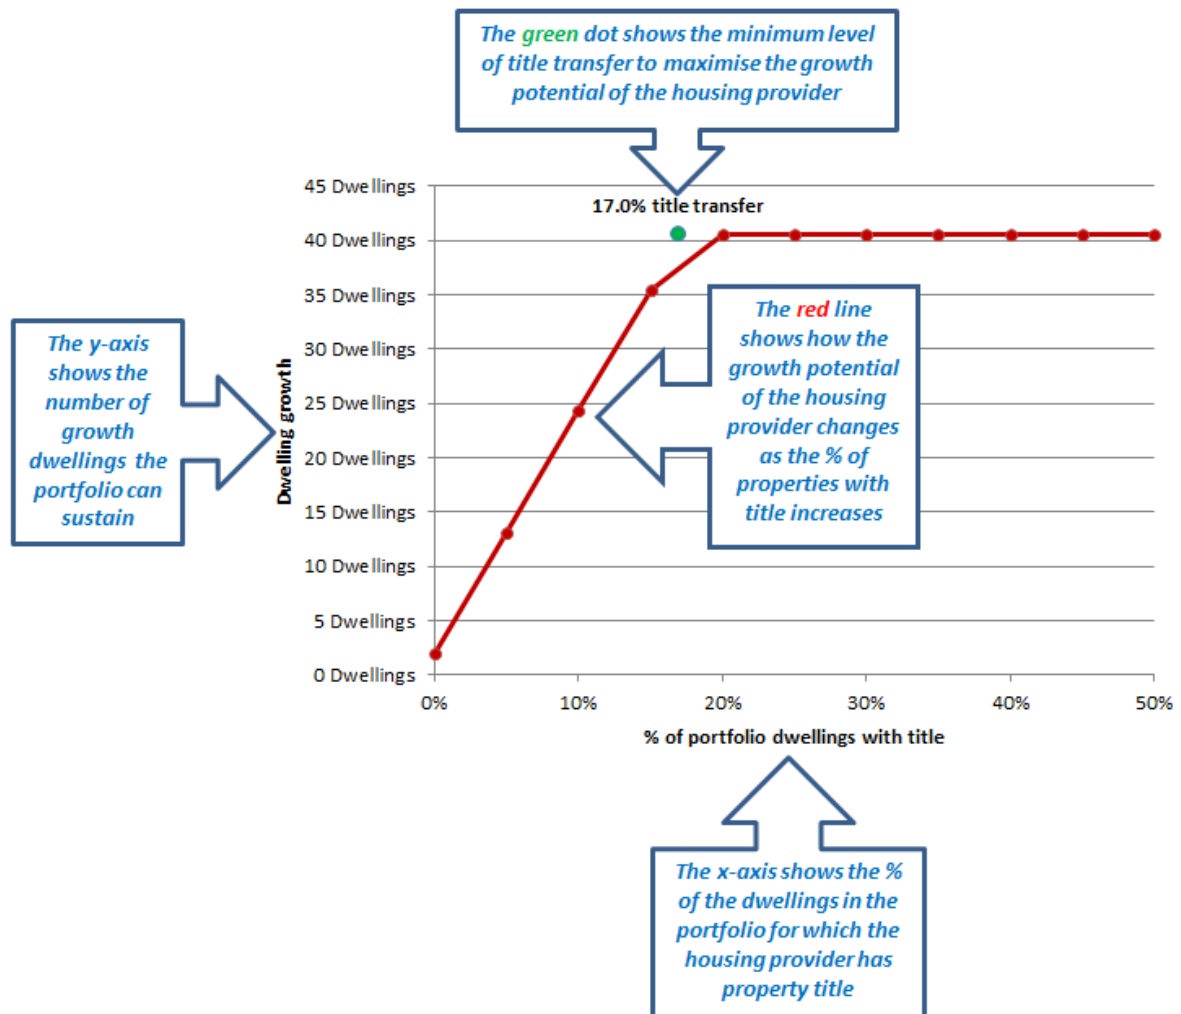 The green dot shows the minimum level
of title transfer to maximise the growth
potential of the housing provider
45 Dwellings
17.0% title transfer
40 Dwellings
35 Dwellings
30 Dwellings
25 Dwellings
20 Dwellings
15 Dwellings
10 Dwellings
5 Dwellings
0 Dwellings
Dwelling growth
The y-axis
shows the
number of
growth
dwellings the
portfolio can
sustain
The red line
shows how the
growth potential
of the housing
provider changes
as the % of
properties with
title increases
0%
10%
20%
30%
40%
50%
% of portfolio dwellings with title
The x-axis shows the %
of the dwellings in the
portfolio for which the
housing provider has
property title